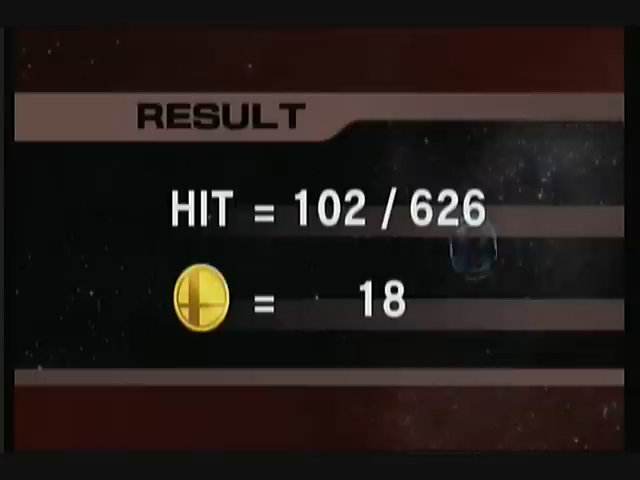 RESULT
HIT = 102 / 626
= 18